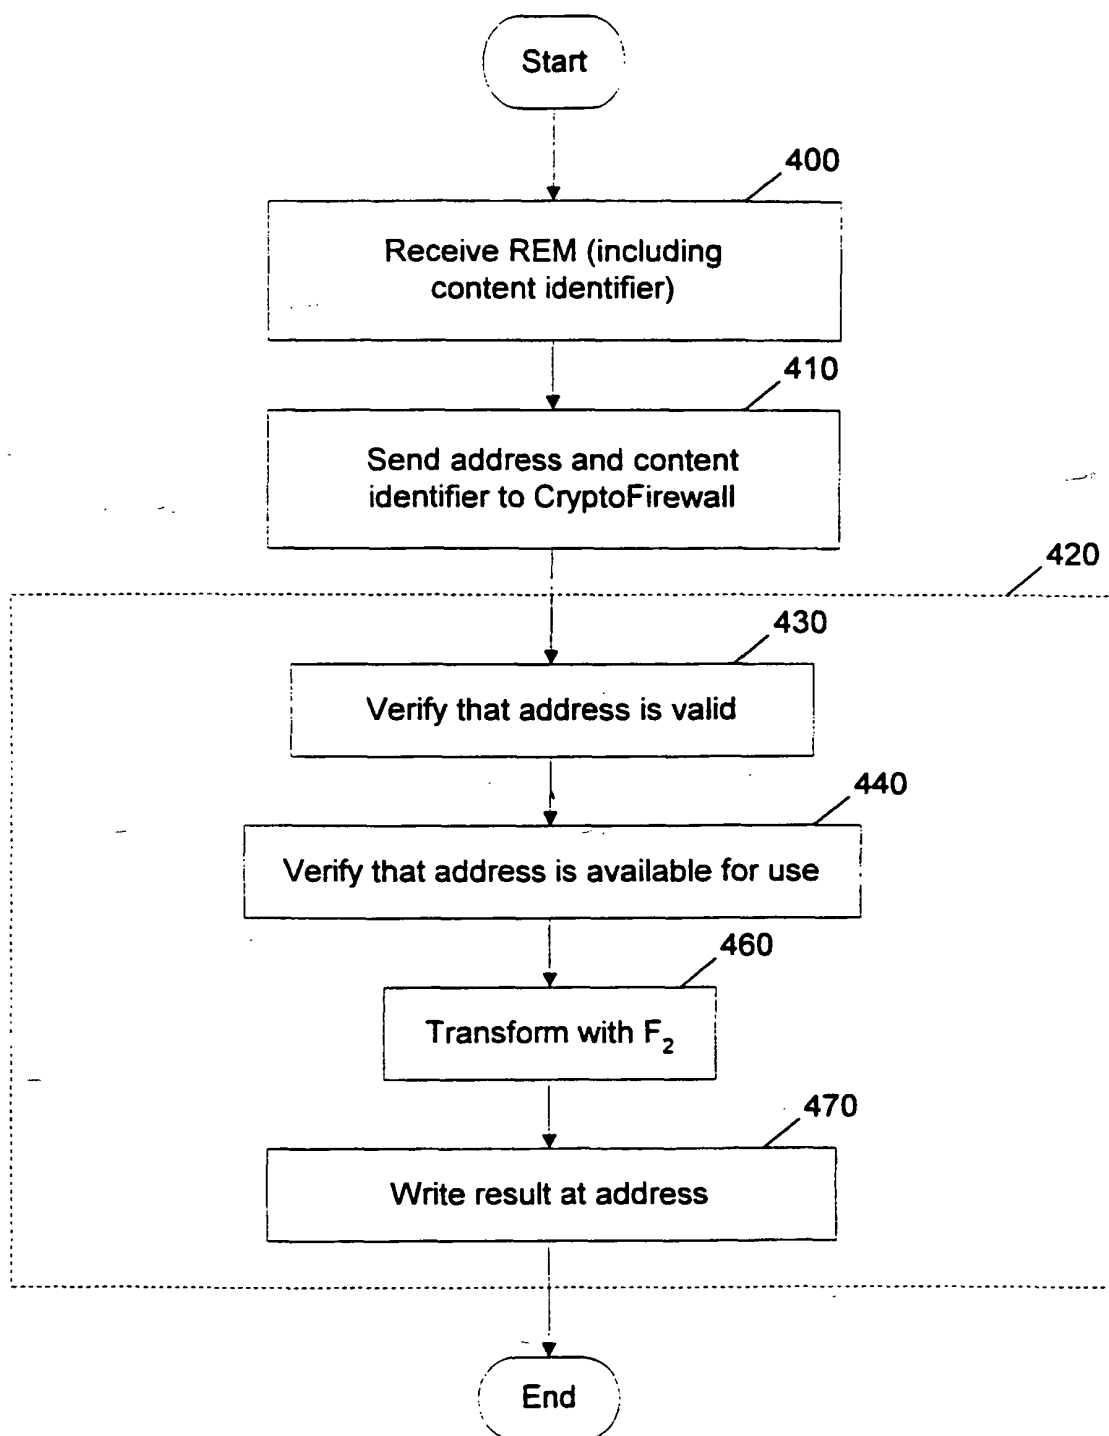 Start
400
Receive REM (including
content identifier)
410
Send address and content
identifier to CryptoFirewall
420
430
Verify that address is valid
440
Verify that address is available for use
460
Transform with F₂
470
Write result at address
End